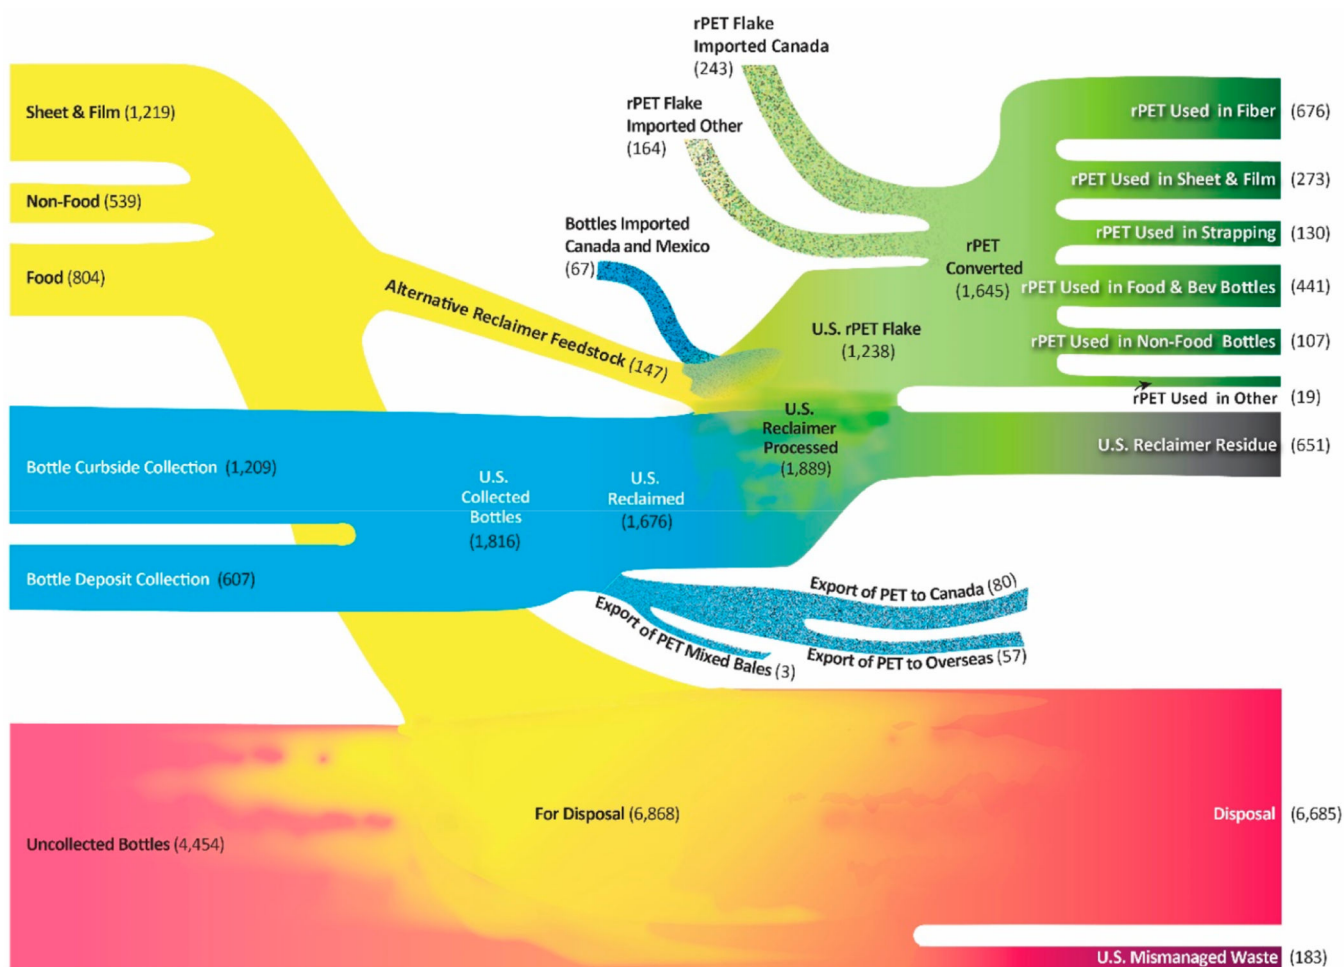 rPET Flake
Imported Canada
(243)
rPET Flake
Imported Other
(164)
Bottles Imported
Canada and Mexico
(67)
Sheet & Film (1,219)
Non-Food (539)
Food (804)
Alternative Reclaimer Feedstock (147)
rPET
Converted
(1,645)
U.S. rPET Flake
(1,238)
rPET Used in Fiber (676)
rPET Used in Sheet & Film (273)
rPET Used in Strapping (130)
rPET Used in Food & Bev Bottles (441)
rPET Used in Non-Food Bottles (107)
rPET Used in Other (19)
U.S.
Reclaimer
Processed
(1,889)
U.S. Reclaimer Residue (651)
Bottle Curbside Collection (1,209)
U.S.
Collected
Bottles
(1,816)
U.S.
Reclaimed
(1,676)
Bottle Deposit Collection (607)
Export of PET to Canada (80)
Export of PET Mixed Bales (3)
Export of PET to Overseas (57)
Uncollected Bottles (4,454)
For Disposal (6,868)
Disposal (6,685)
U.S. Mismanaged Waste (183)